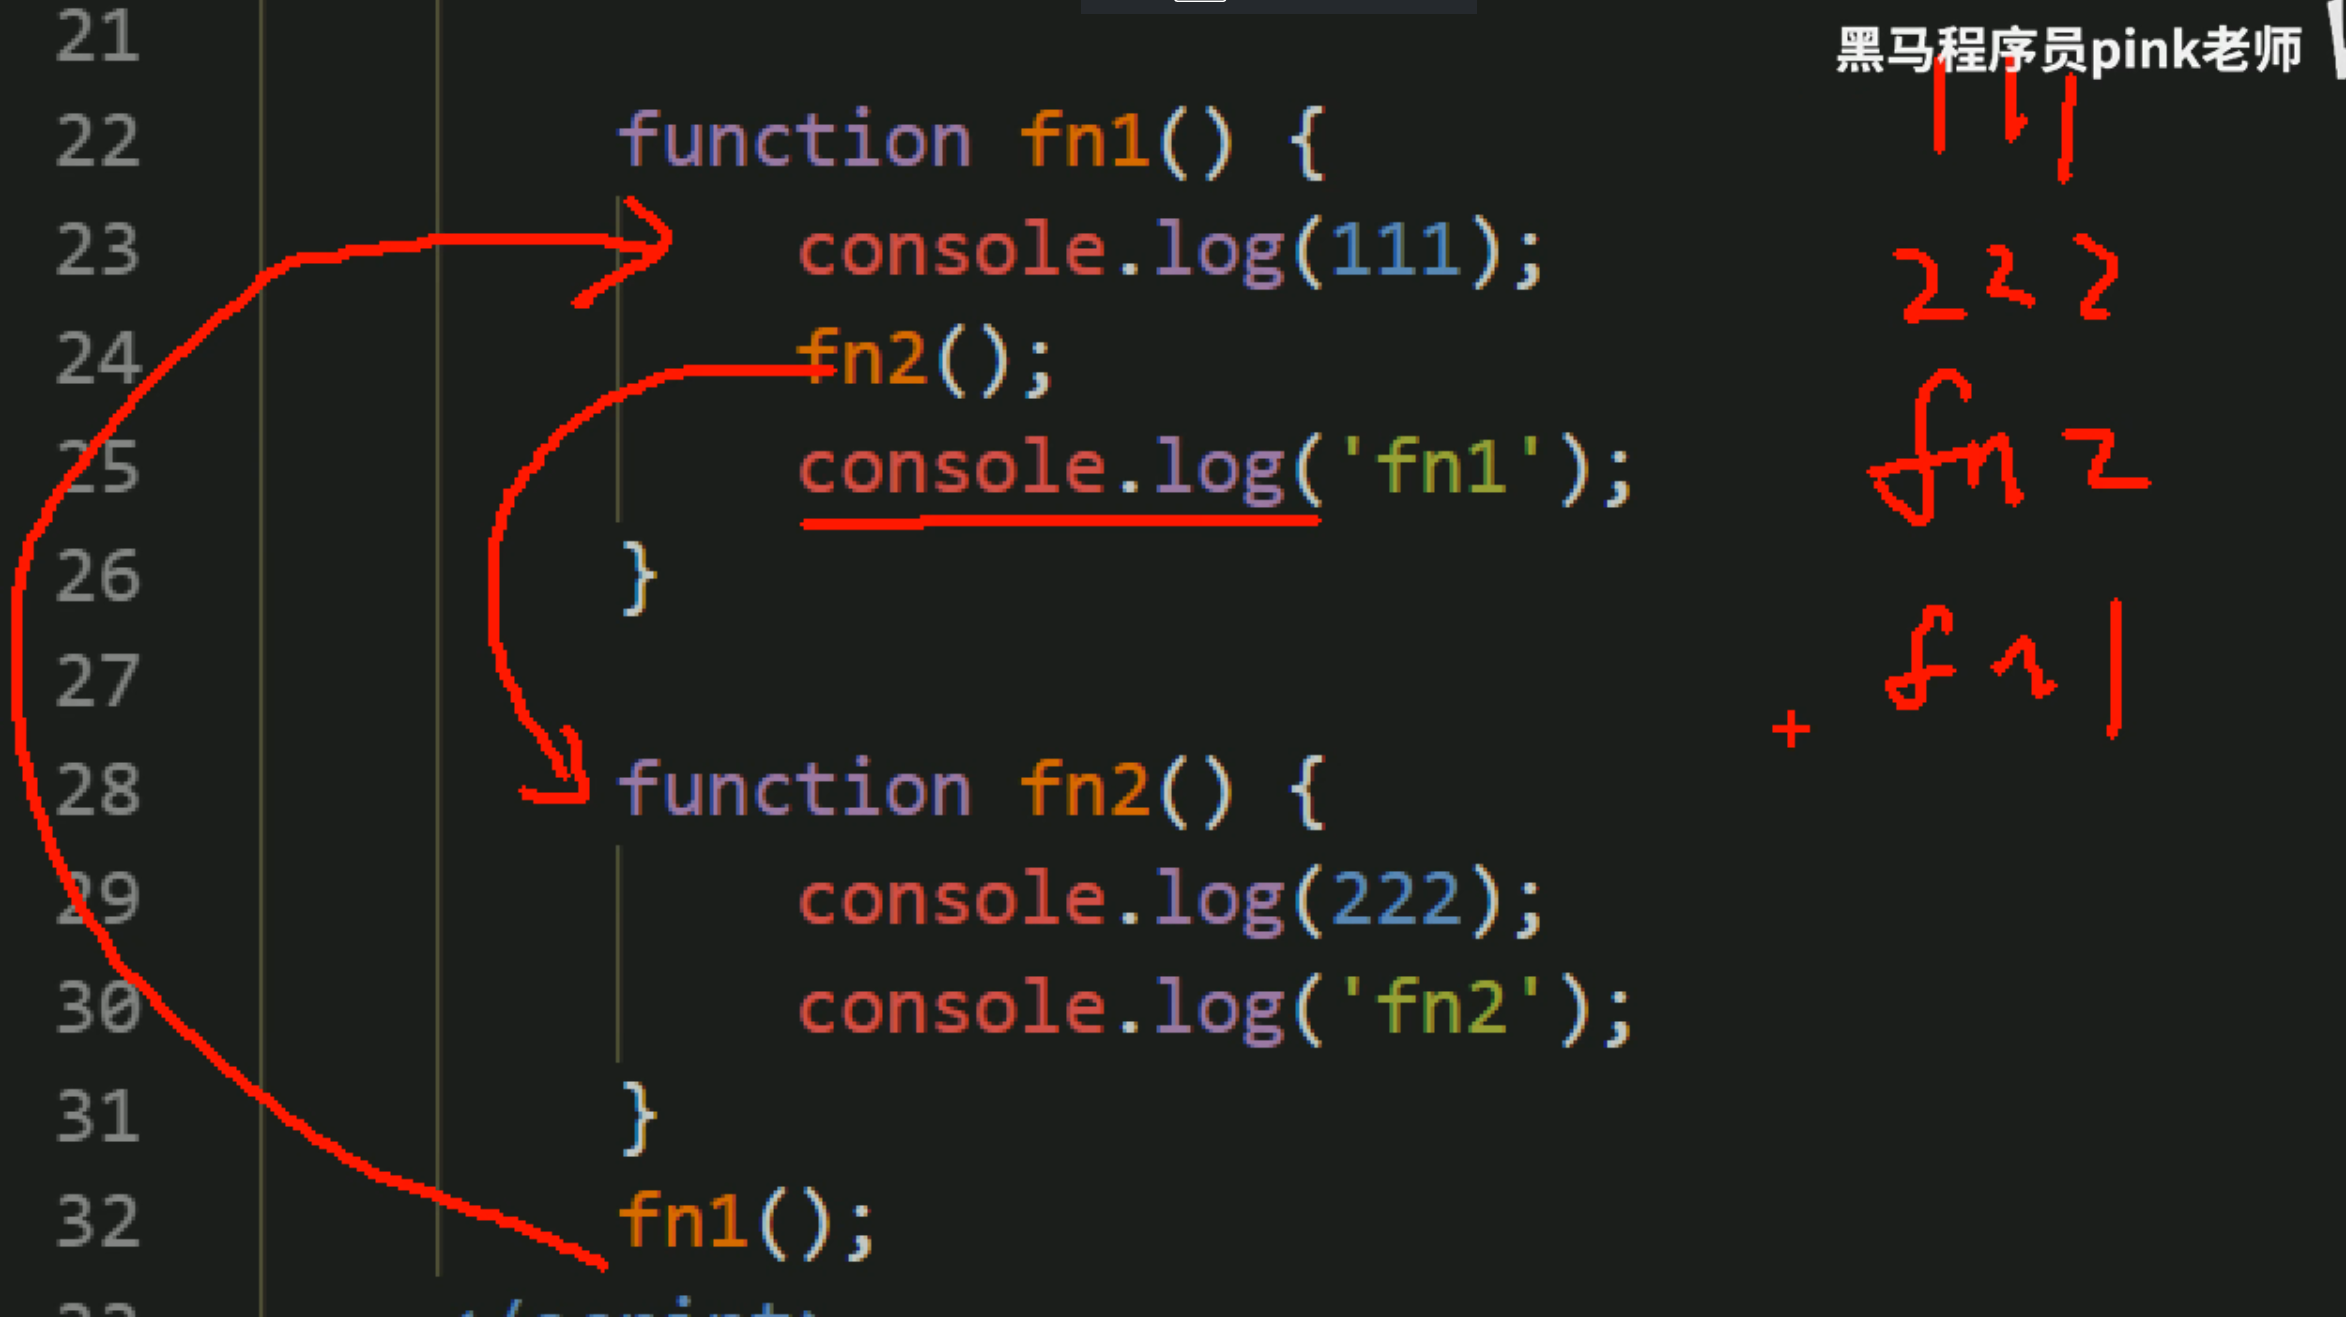 黑马程序员pink老师
21
22 function fn1() {
23 console.log(111);
24 fn2();
25 console.log('fn1');
26 }
27
28 function fn2() {
29 console.log(222);
30 console.log('fn2');
31 }
32 fn1();
33 </script>
111
222
fn2
fn1